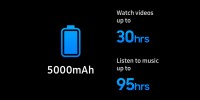 5000mAh
Watch videos
up to
30hrs
Listen to music
up to
95hrs